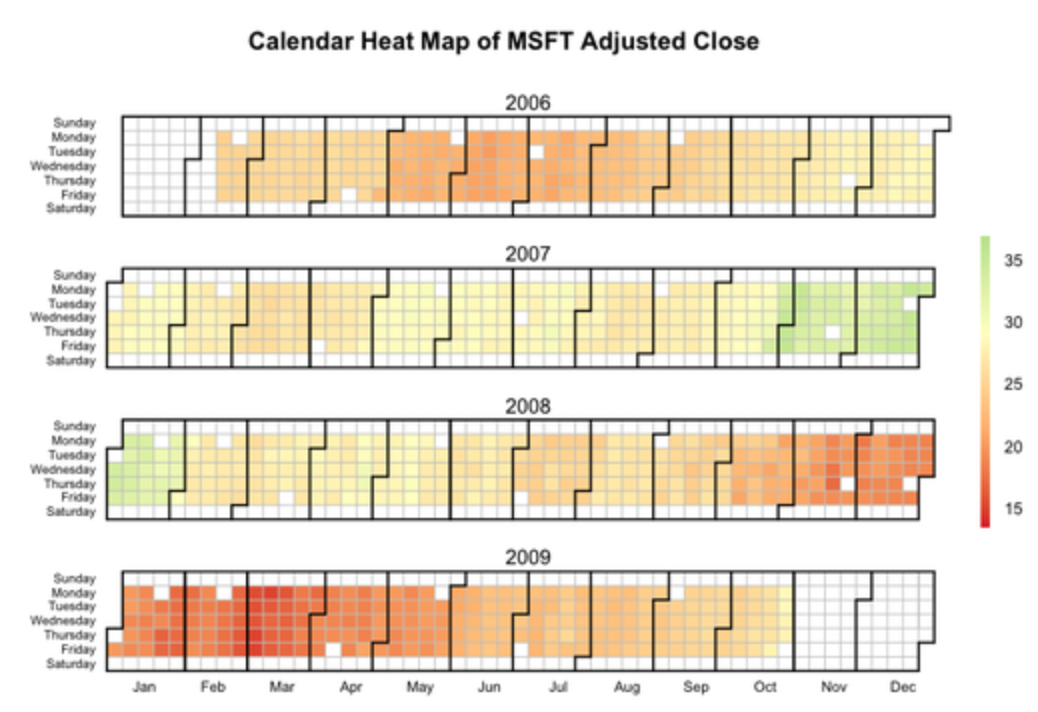 Calendar Heat Map of MSFT Adjusted Close
2006
Sunday
Monday
Tuesday
Wednesday
Thursday
Friday
Saturday
2007
Sunday
Monday
Tuesday
Wednesday
Thursday
Friday
Saturday
2008
Sunday
Monday
Tuesday
Wednesday
Thursday
Friday
Saturday
2009
Sunday
Monday
Tuesday
Wednesday
Thursday
Friday
Saturday
Jan Feb Mar Apr May Jun Jul Aug Sep Oct Nov Dec
35
30
25
20
15